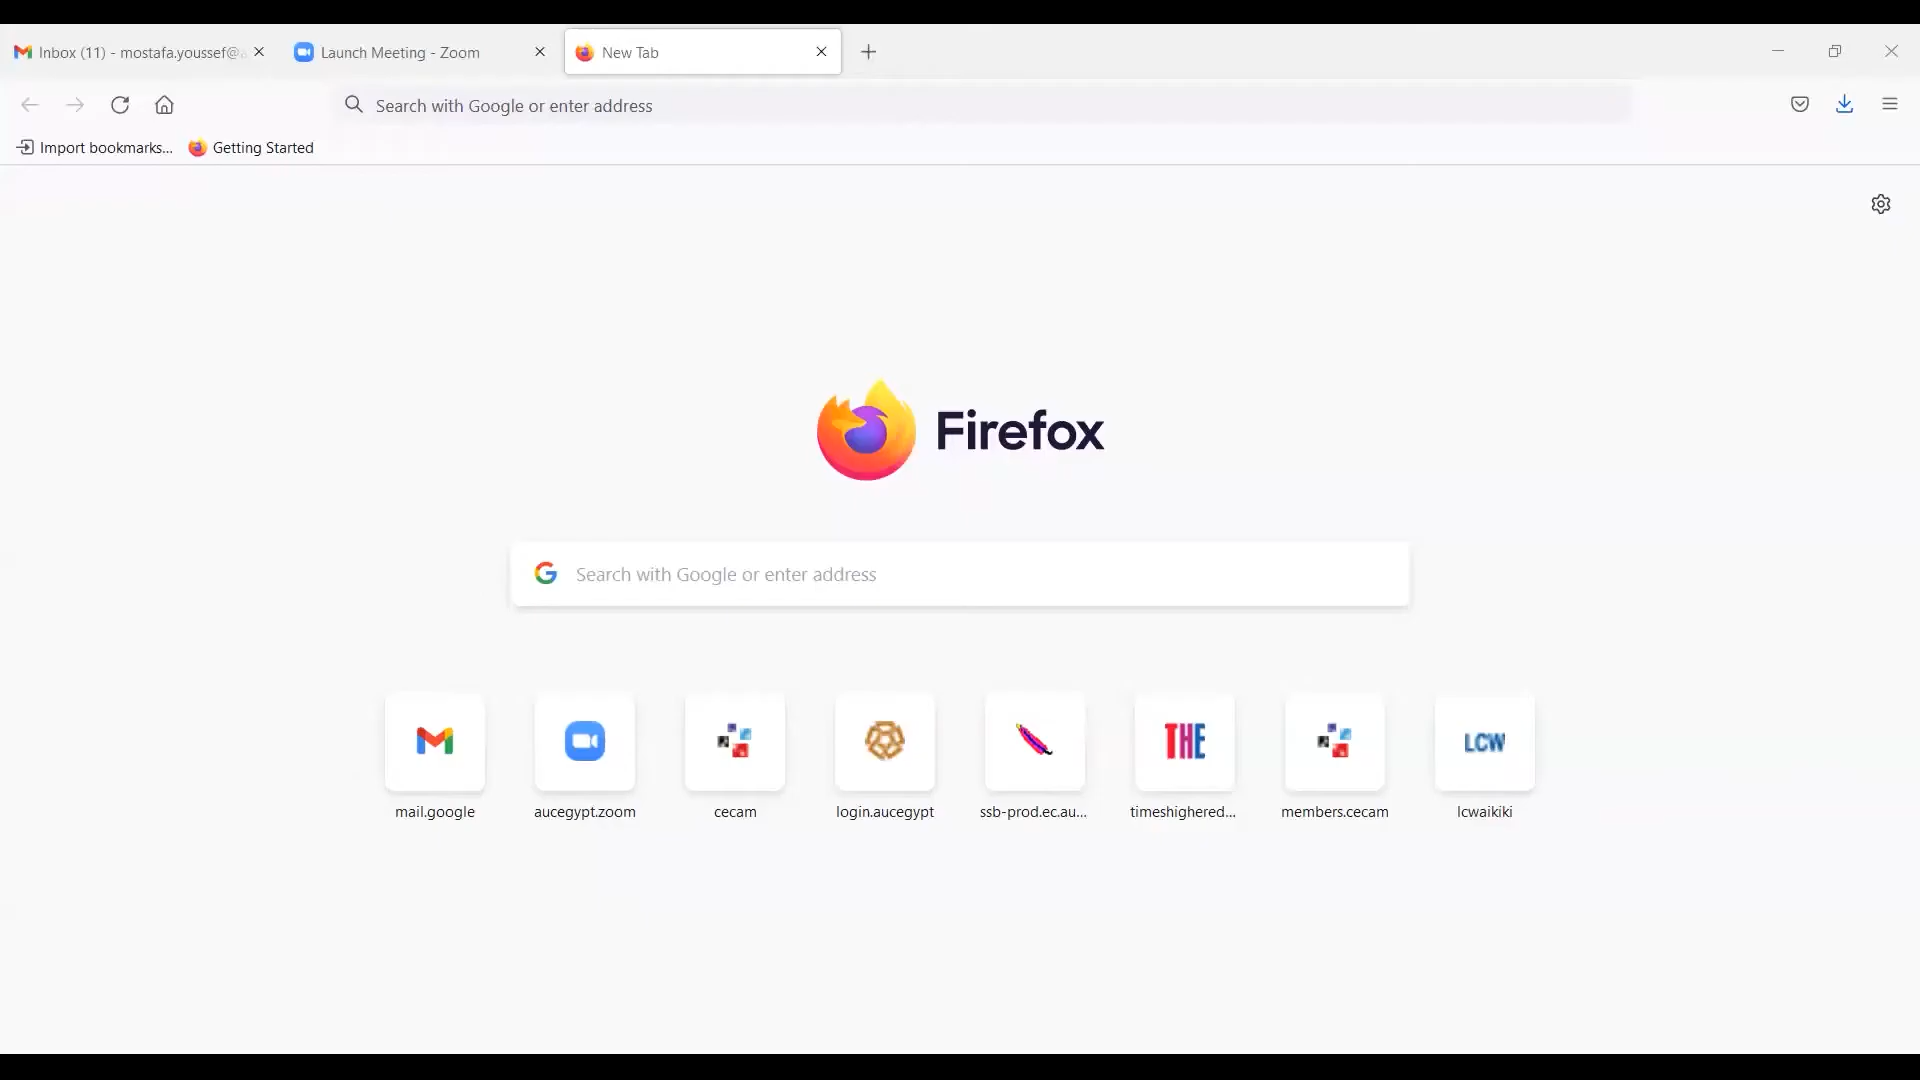 Inbox (11) - mostafa.youssef@a
Launch Meeting - Zoom
New Tab
Search with Google or enter address
Import bookmarks...
Getting Started
Firefox
Search with Google or enter address
THE
LCW
mail.google
aucegypt.zoom
cecam
login.aucegypt
ssb-prod.ec.au...
timeshighered...
members.cecam
lcwaikiki